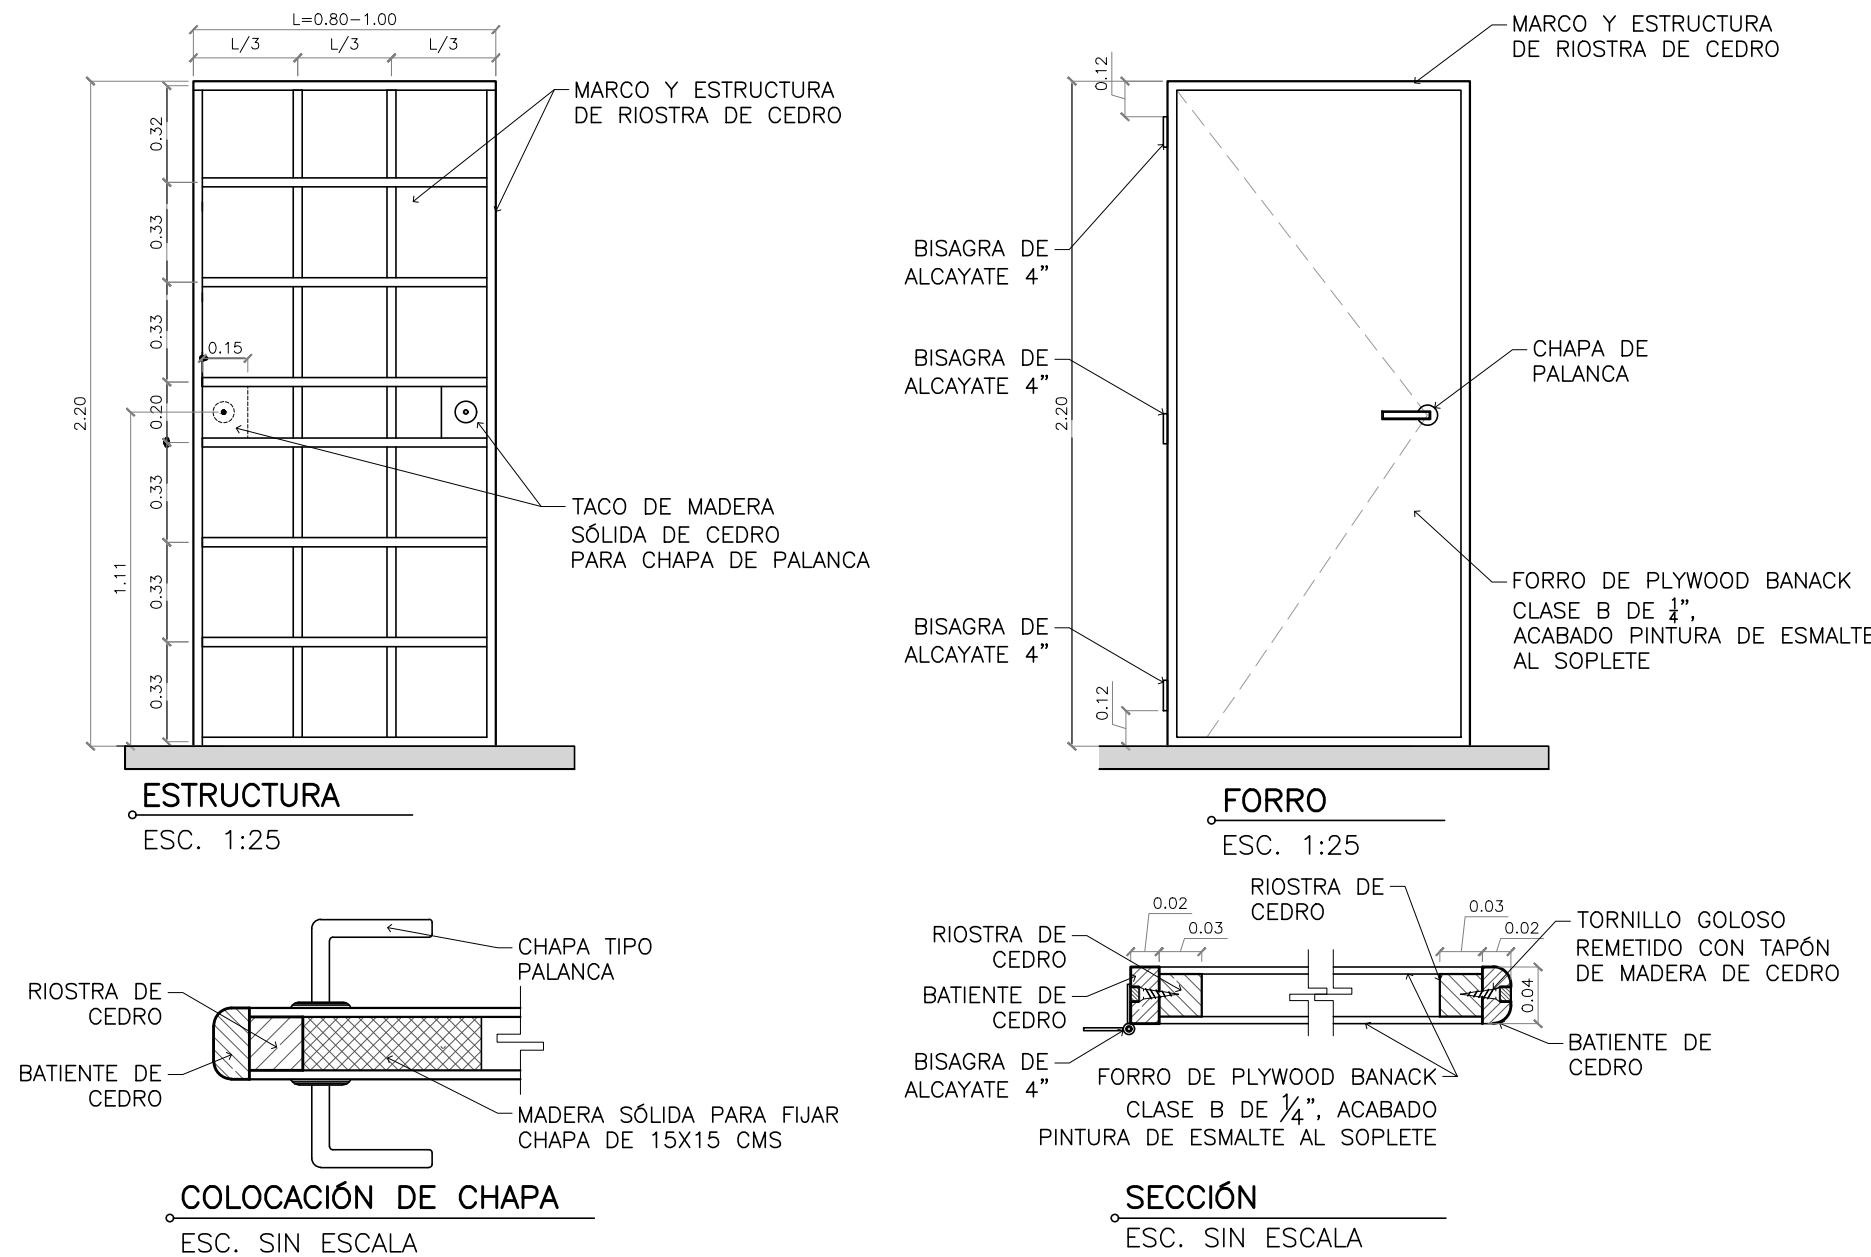 L=0.80-1.00
L/3
L/3
L/3
MARCO Y ESTRUCTURA
DE RIOSTRA DE CEDRO
0.32
0.33
0.33
0.15
2.20
1.11
0.20
0.33
0.33
0.33
TACO DE MADERA
SÓLIDA DE CEDRO
PARA CHAPA DE PALANCA
ESTRUCTURA
ESC. 1:25
MARCO Y ESTRUCTURA
DE RIOSTRA DE CEDRO
0.12
BISAGRA DE
ALCAYATE 4"
BISAGRA DE
ALCAYATE 4"
2.20
CHAPA DE
PALANCA
FORRO DE PLYWOOD BANACK
CLASE B DE 1/4",
ACABADO PINTURA DE ESMALTE
AL SOPLETE
BISAGRA DE
ALCAYATE 4"
0.12
FORRO
ESC. 1:25
CHAPA TIPO
PALANCA
RIOSTRA DE
CEDRO
BATIENTE DE
CEDRO
MADERA SÓLIDA PARA FIJAR
CHAPA DE 15X15 CMS
COLOCACIÓN DE CHAPA
ESC. SIN ESCALA
RIOSTRA DE
CEDRO
0.02
0.03
0.03
0.02
TORNILLO GOLOSO
REMETIDO CON TAPÓN
DE MADERA DE CEDRO
RIOSTRA DE
CEDRO
BATIENTE DE
CEDRO
0.04
BISAGRA DE
ALCAYATE 4"
BATIENTE DE
CEDRO
FORRO DE PLYWOOD BANACK
CLASE B DE 1/4", ACABADO
PINTURA DE ESMALTE AL SOPLETE
SECCIÓN
ESC. SIN ESCALA